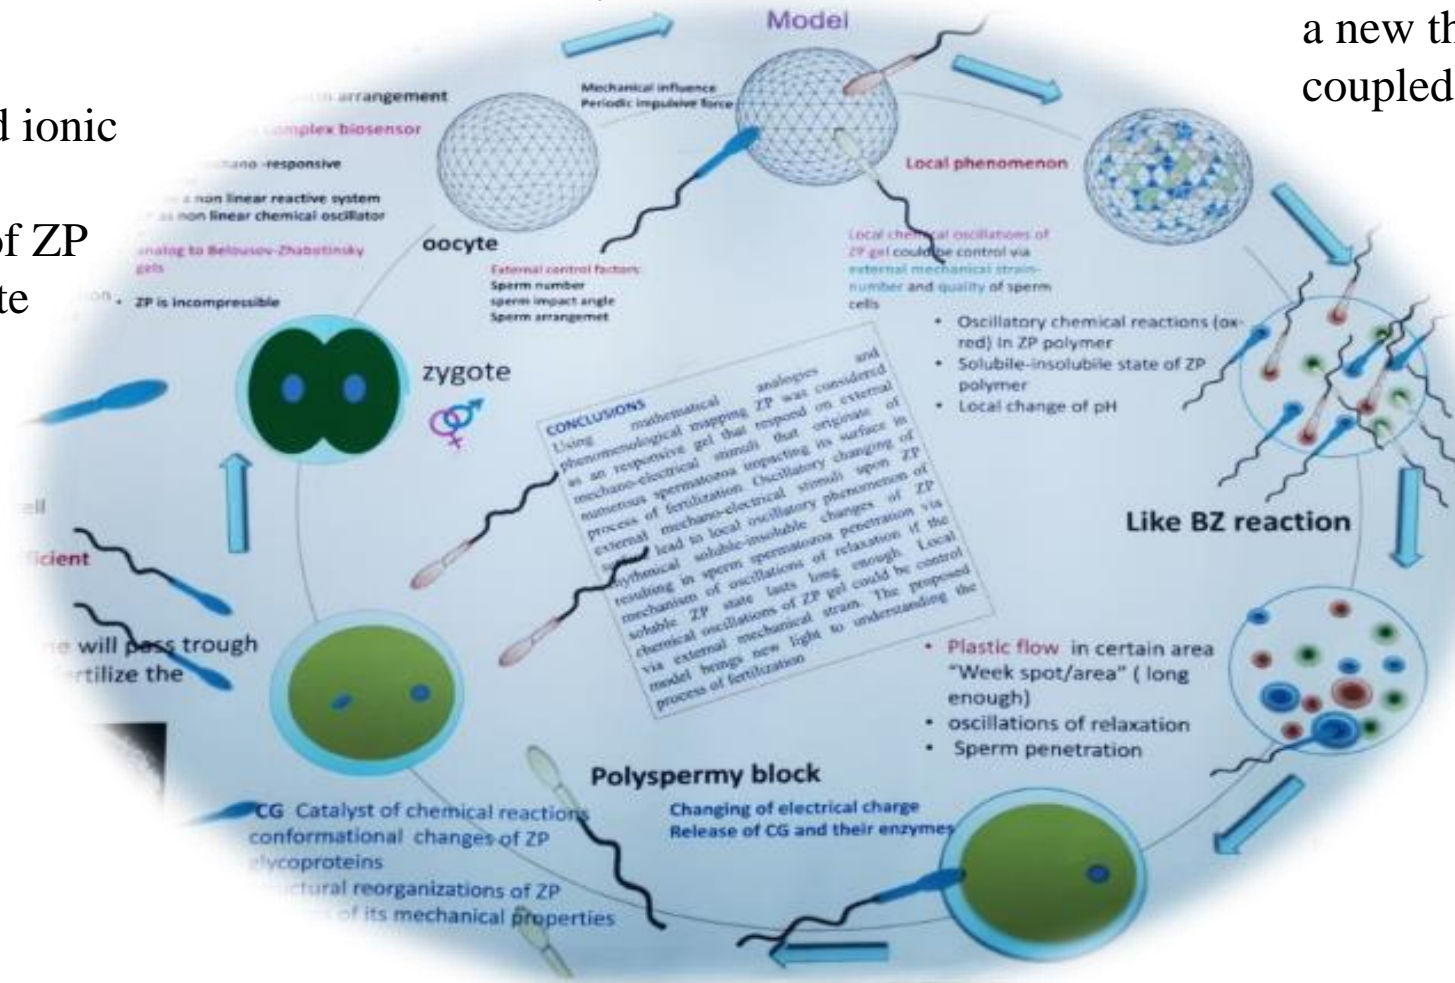 a new th
coupled
d ionic
of ZP
te
Model
arrangement
complex biosensor
-responsive
a non linear reactive system
as non linear chemical oscillator
analog to Belousov-Zhabotinsky
gels
ZP is incompressible
oocyte
Mechanical influence
Periodic impulsive force
External control factors:
Sperm number
sperm impact angle
Sperm arrangemet
Local phenomenon
Local chemical oscillations of
ZP gel could be control via
external mechanical strain-
number and quality of sperm
cells
• Oscillatory chemical reactions (ox-
red) In ZP polymer
• Solubile-insolubile state of ZP
polymer
• Local change of pH
zygote
CONCLUSIONS
Using mathematical analogies and
phenomenological mapping ZP was considered
as an responsive gel that respond on external
mechano-electrical stimuli that originate of
numerous spermatozoa impacting its surface in
process of fertilization. Oscillatory changing of
external mechano-electrical stimuli upon ZP
lead to local oscillatory phenomenon of
rhythmical soluble-insoluble changes of ZP
resulting in sperm spermatozoa penetration via
mechanism of oscillations of relaxation if the
soluble ZP state lasts long enough. Local
chemical oscillations of ZP gel could be control
via external mechanical strain. The proposed
model brings new light to understanding the
process of fertilization
Like BZ reaction
ell
ficient
ne will pass trough
fertilize the
• Plastic flow in certain area
"Week spot/area" ( long
enough)
• oscillations of relaxation
• Sperm penetration
Polyspermy block
Changing of electrical charge
Release of CG and their enzymes
CG Catalyst of chemical reactions
conformational changes of ZP
glycoproteins
structural reorganizations of ZP
of its mechanical properties